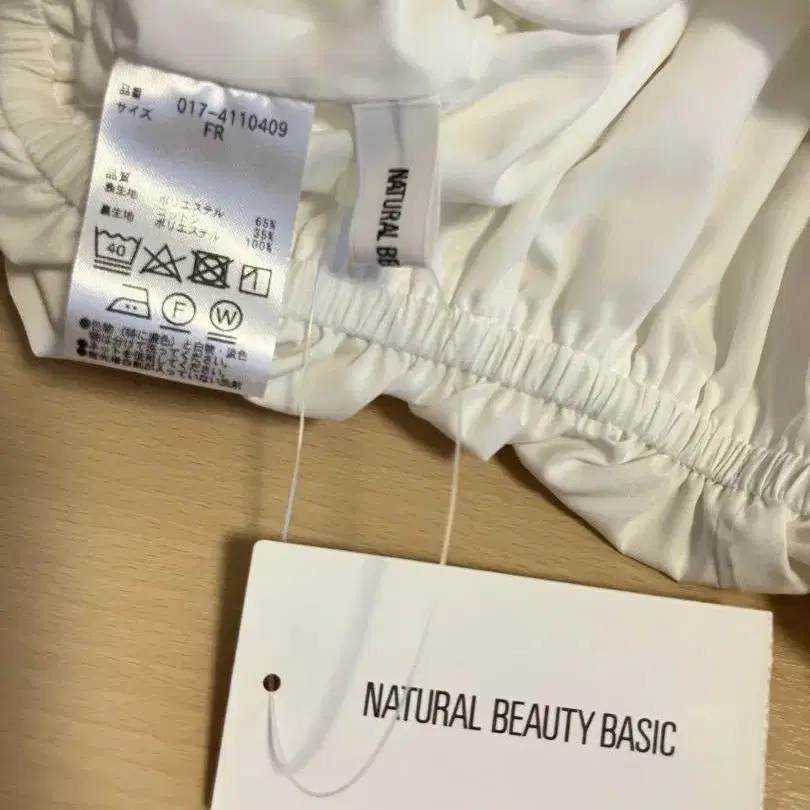 品番 017-4110409
サイズ FR
品質
表生地 ポリエステル 65%
コットン 35%
裏生地 ポリエステル 100%
40
1
F
W
NATURAL BE
NATURAL BEAUTY BASIC